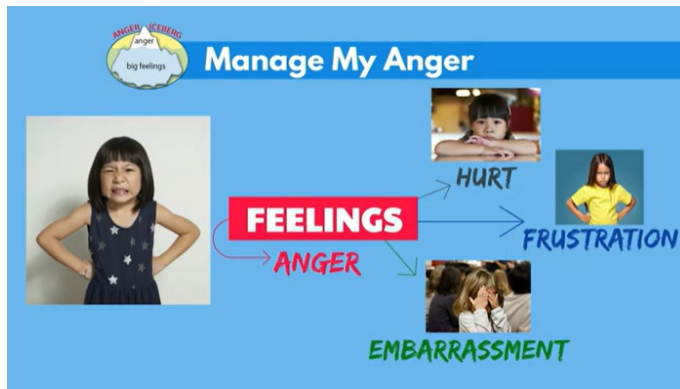 ANGER ICEBERG
anger
big feelings
Manage My Anger
HURT
FEELINGS
FRUSTRATION
ANGER
EMBARRASSMENT